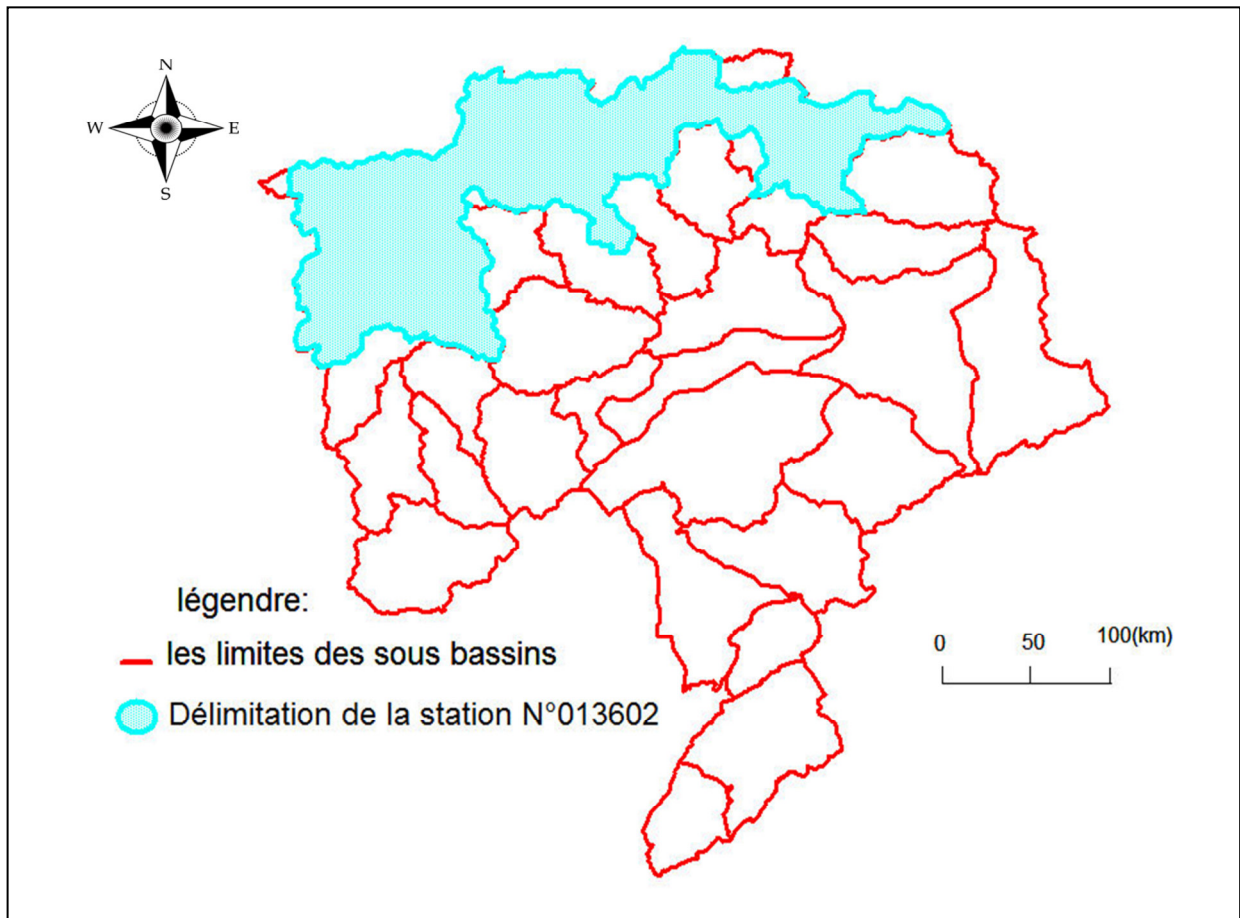 N
W E
S
légendre:
les limites des sous bassins
Délimitation de la station N°013602
0 50 100(km)